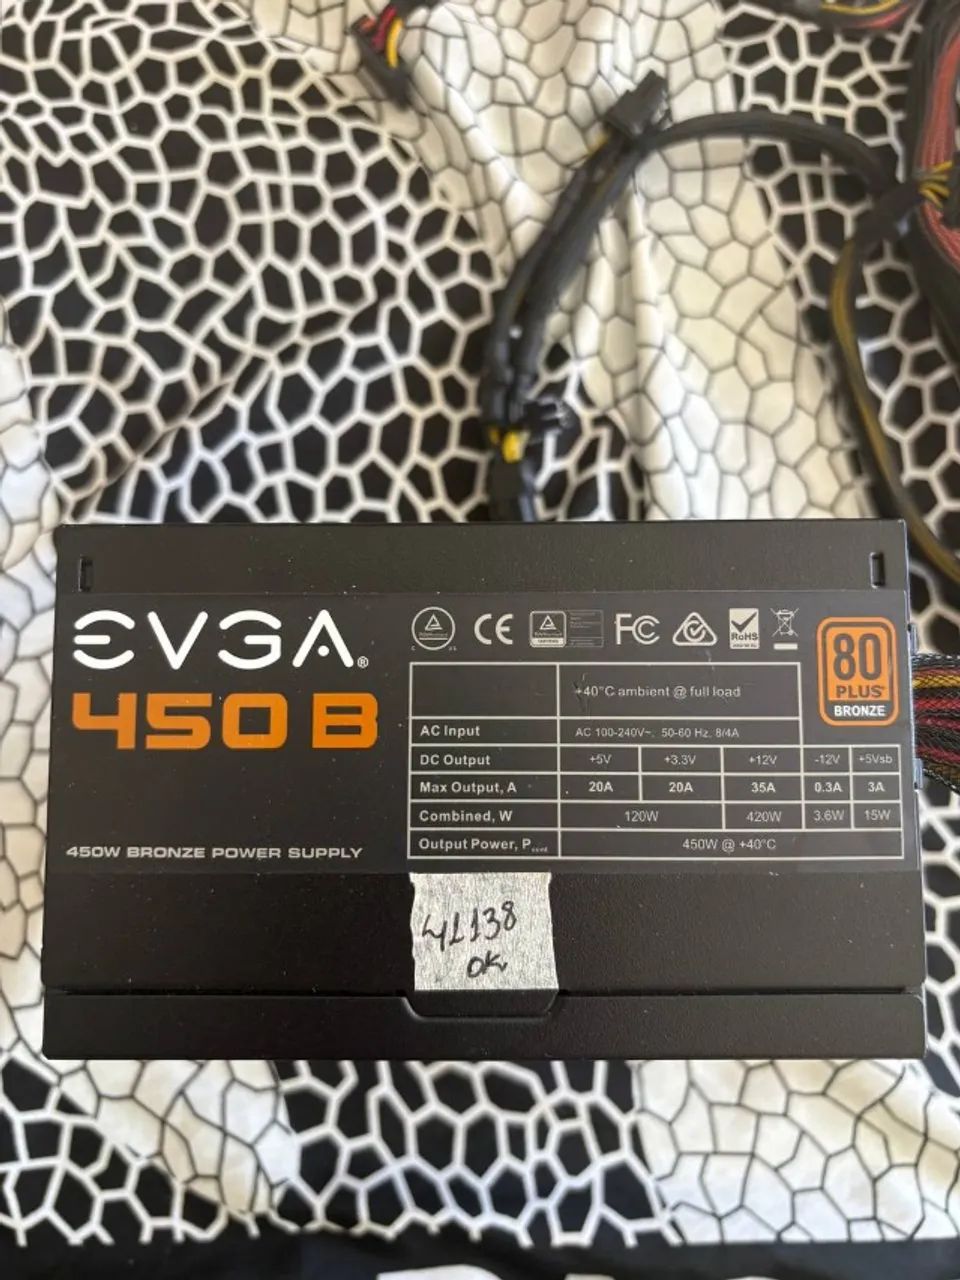 EVGA®
450 B
450W BRONZE POWER SUPPLY
CE
FC
RoHS
80
PLUS®
BRONZE
+40°C ambient @ full load
AC Input AC 100-240V~, 50-60 Hz, 8/4A
DC Output +5V +3.3V +12V -12V +5Vsb
Max Output, A 20A 20A 35A 0.3A 3A
Combined, W 120W 420W 3.6W 15W
Output Power, Pcont 450W @ +40°C
41138
OK